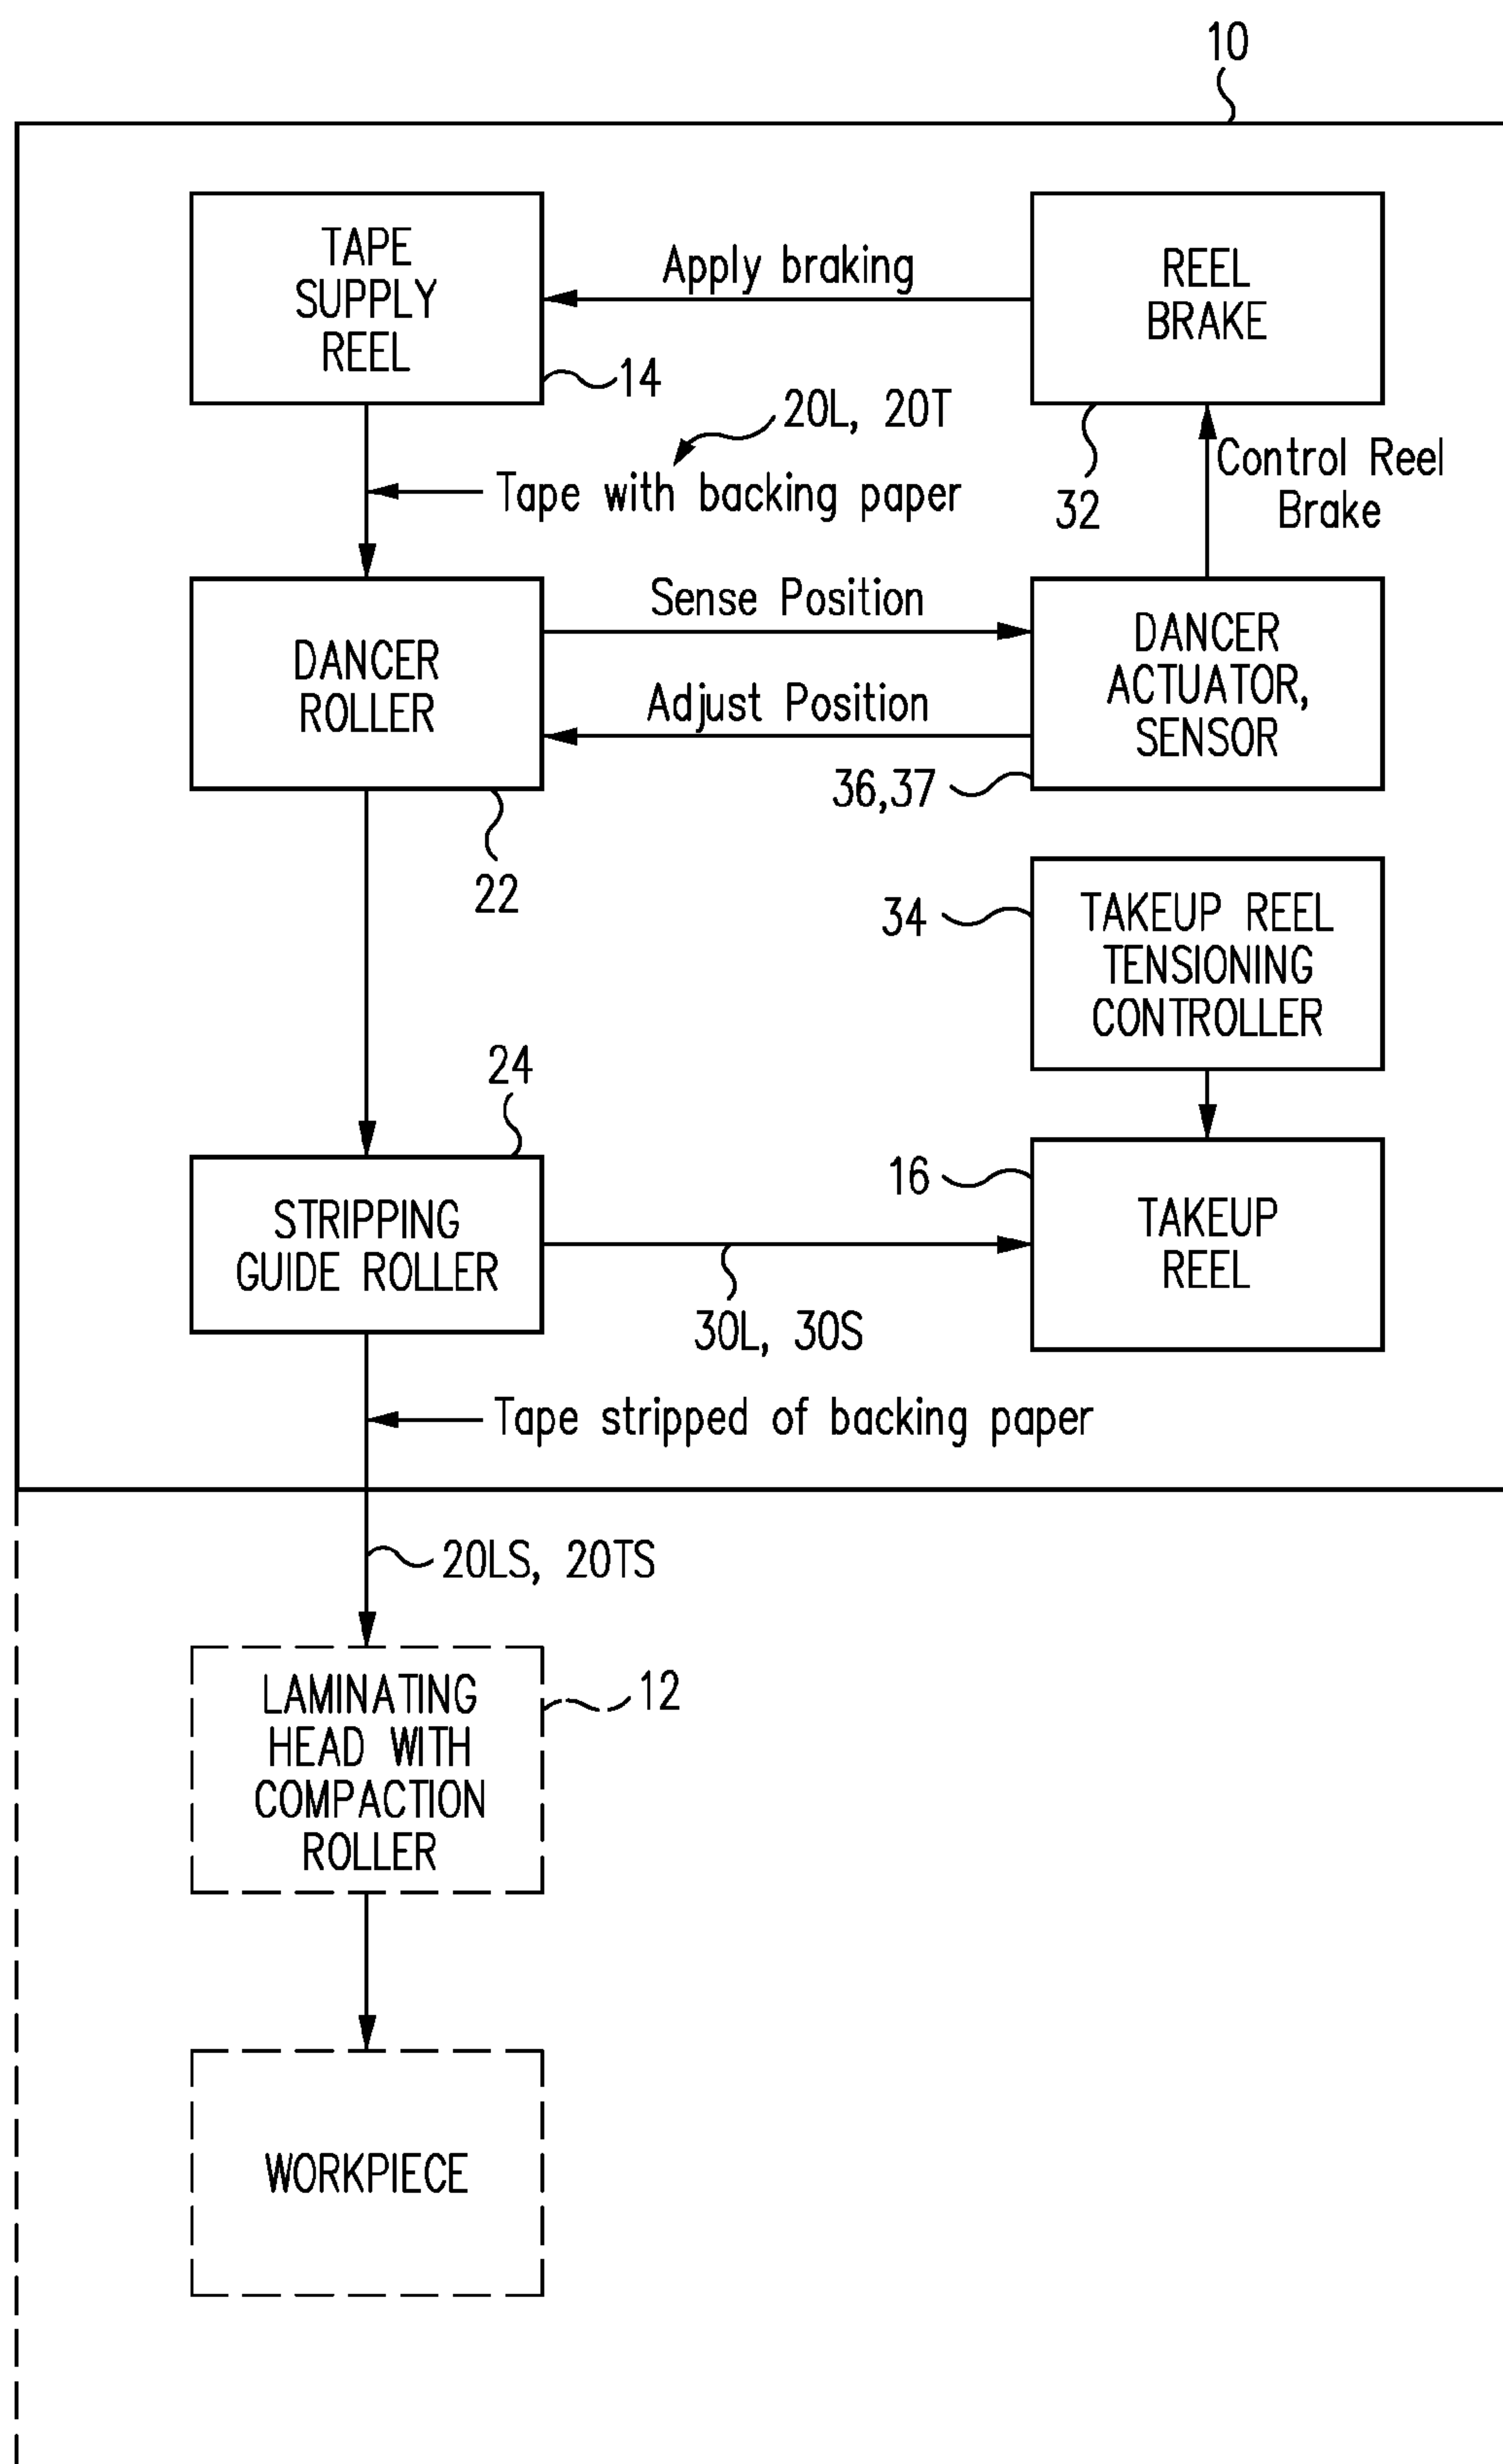 10
TAPE
SUPPLY
REEL
Apply braking
REEL
BRAKE
14
20L, 20T
32
Control Reel
Brake
Tape with backing paper
DANCER
ROLLER
Sense Position
Adjust Position
DANCER
ACTUATOR,
SENSOR
36,37
22
34
TAKEUP REEL
TENSIONING
CONTROLLER
24
STRIPPING
GUIDE ROLLER
16
TAKEUP
REEL
30L, 30S
Tape stripped of backing paper
20LS, 20TS
LAMINATING
HEAD WITH
COMPACTION
ROLLER
12
WORKPIECE